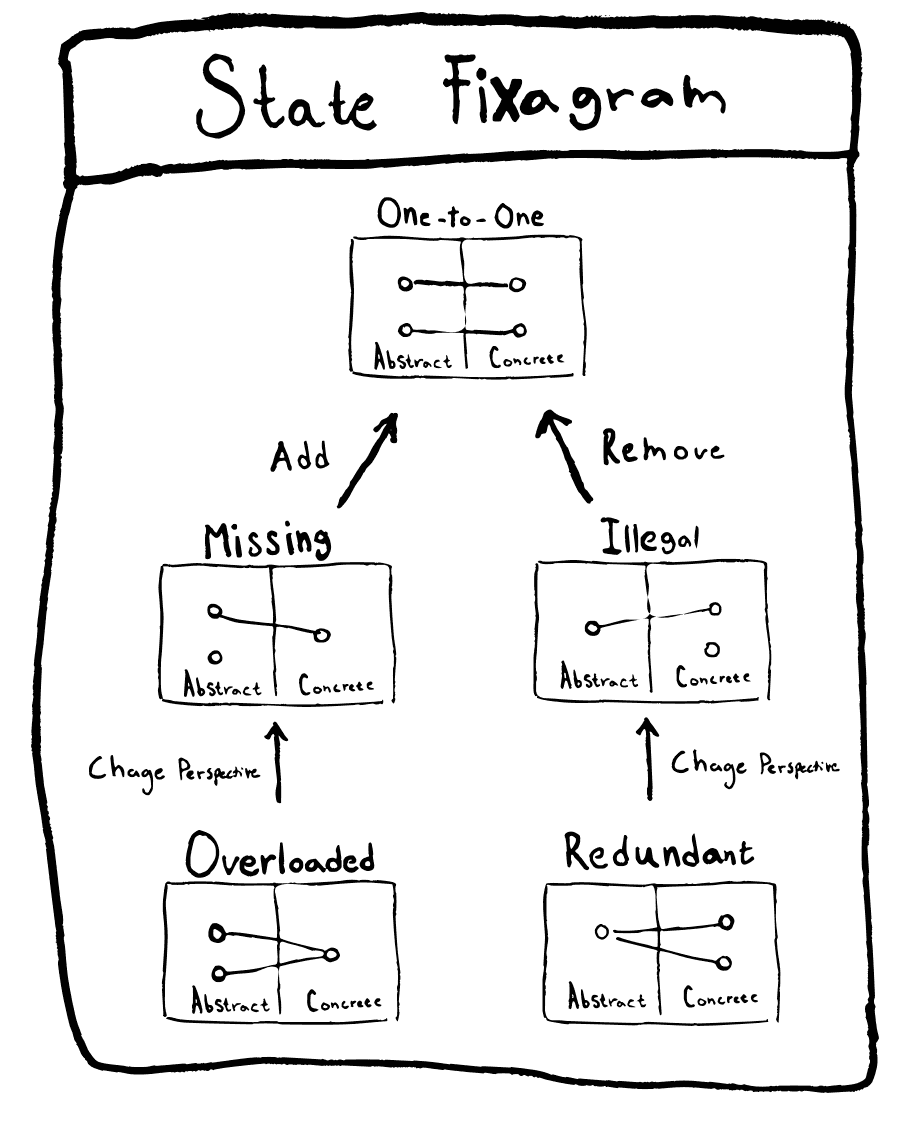 State Fixagram
One-to-One
Abstract Concrete
Add Remove
Missing Illegal
Abstract Concrete Abstract Concrete
Chage Perspective Chage Perspective
Overloaded Redundant
Abstract Concrete Abstract Concrete